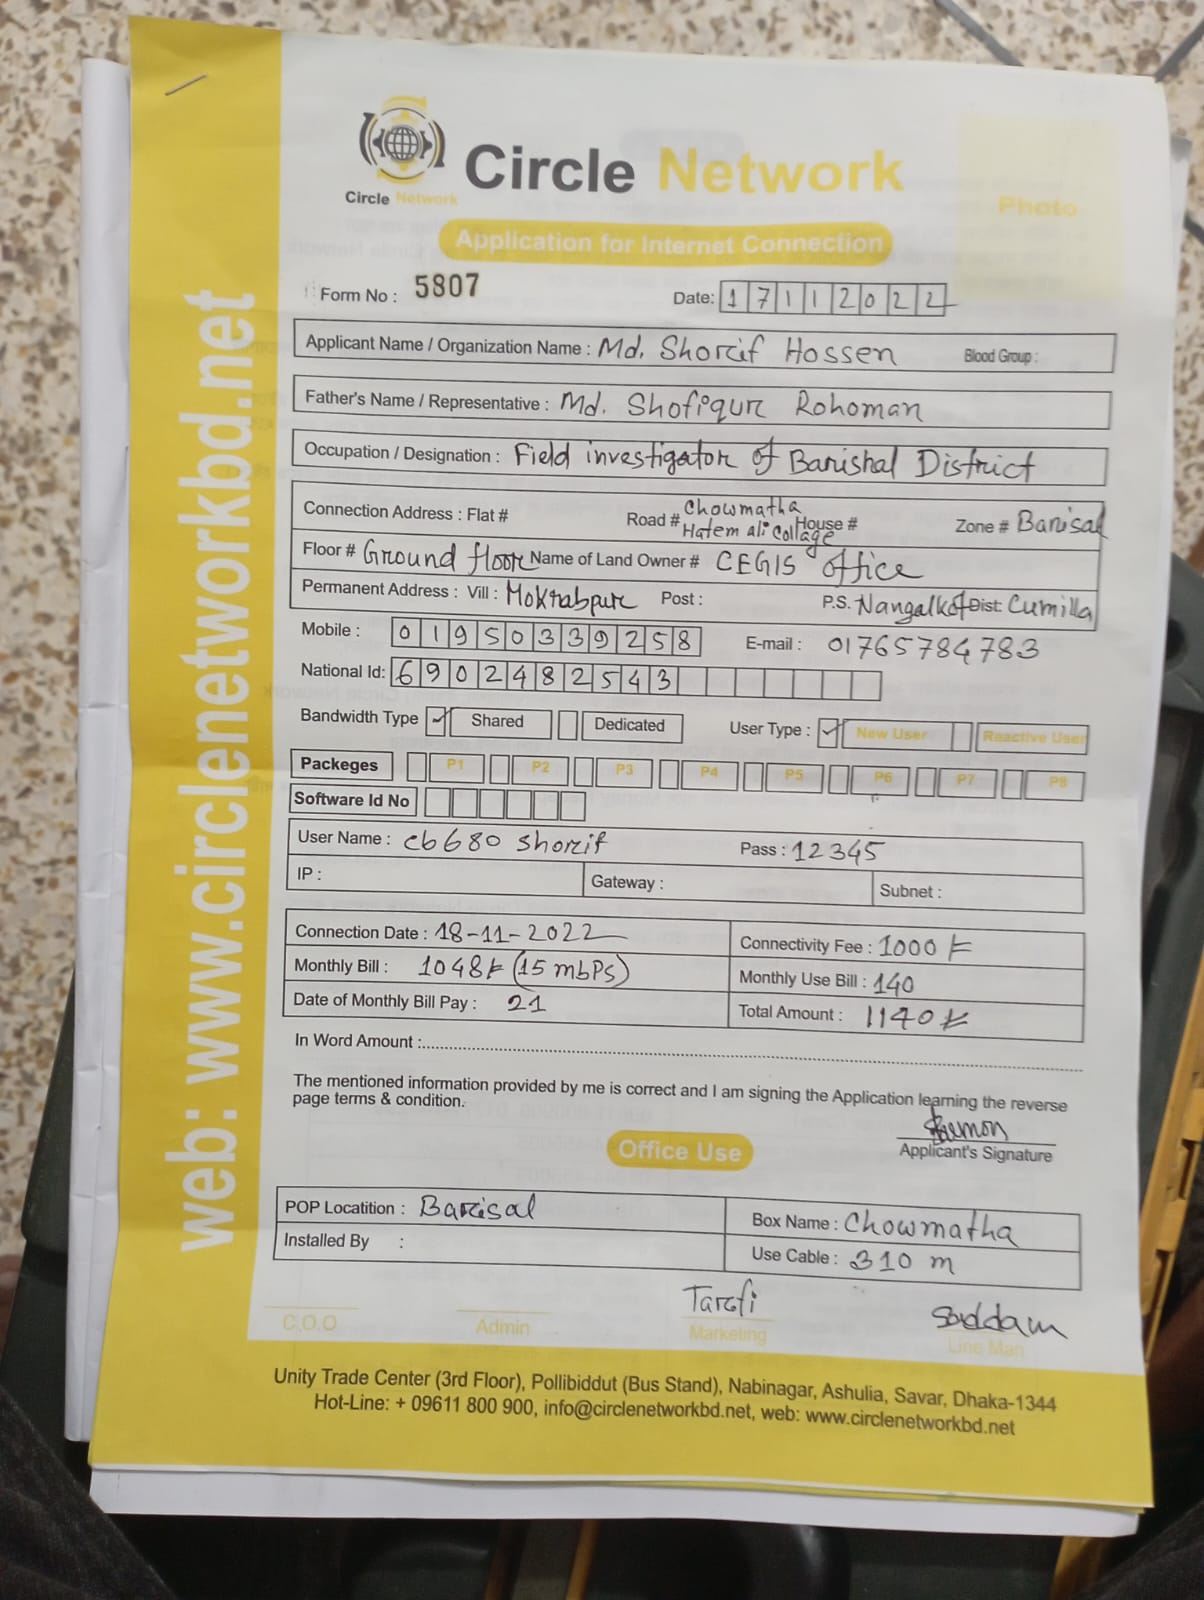 web: www.circlenetworkbd.net
Circle Network
Circle Network
Photo
Application for Internet Connection
Form No : 5807
Date: 17112022
Applicant Name / Organization Name : Md. Shorif Hossen Blood Group :
Father's Name / Representative : Md. Shofiqur Rohoman
Occupation / Designation : Field investigator of Barishal District
Connection Address : Flat # Road # Chowmatha Hatem ali Collage House # Zone # Barisal
Floor # Ground floor Name of Land Owner # CEGIS office
Permanent Address : Vill : Mokrabpur Post : P.S. Nangalkot Dist: Cumilla
Mobile : 01950339258 E-mail : 01765784783
National Id: 6902482543
Bandwidth Type ✓ Shared Dedicated User Type : ✓ New User Reactive User
Packeges P1 P2 P3 P4 P5 P6 P7 P8
Software Id No
User Name : cb680 shorif Pass : 12345
IP : Gateway : Subnet :
Connection Date : 18-11-2022 Connectivity Fee : 1000 ৳
Monthly Bill : 1048৳ (15 mbPs) Monthly Use Bill : 140
Date of Monthly Bill Pay : 21 Total Amount : 1140 ৳
In Word Amount :
The mentioned information provided by me is correct and I am signing the Application learning the reverse
page terms & condition.
Applicant's Signature
Office Use
POP Locatition : Barisal Box Name : Chowmatha
Installed By : Use Cable : 310 m
Tarafi Saddam
C.O.O Admin Marketing Line Man
Unity Trade Center (3rd Floor), Pollibiddut (Bus Stand), Nabinagar, Ashulia, Savar, Dhaka-1344
Hot-Line: + 09611 800 900, info@circlenetworkbd.net, web: www.circlenetworkbd.net